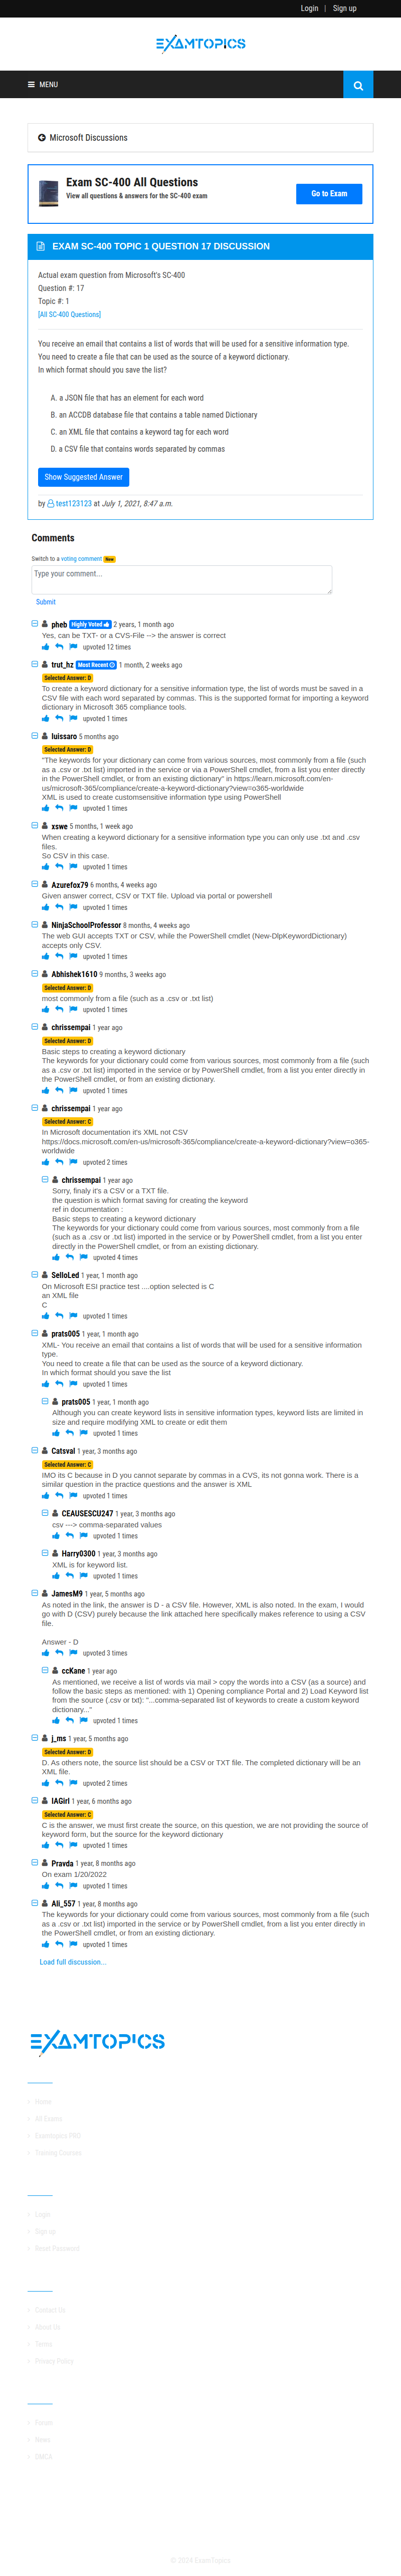 Login | Sign up
EXAMTOPICS
MENU
Microsoft Discussions
Exam SC-400 All Questions
View all questions & answers for the SC-400 exam
Go to Exam
EXAM SC-400 TOPIC 1 QUESTION 17 DISCUSSION
Actual exam question from Microsoft's SC-400
Question #: 17
Topic #: 1
[All SC-400 Questions]
You receive an email that contains a list of words that will be used for a sensitive information type.
You need to create a file that can be used as the source of a keyword dictionary.
In which format should you save the list?
A. a JSON file that has an element for each word
B. an ACCDB database file that contains a table named Dictionary
C. an XML file that contains a keyword tag for each word
D. a CSV file that contains words separated by commas
Show Suggested Answer
by test123123 at July 1, 2021, 8:47 a.m.
Comments
Switch to a voting comment New
Type your comment...
Submit
pheb Highly Voted 2 years, 1 month ago
Yes, can be TXT- or a CVS-File --> the answer is correct
upvoted 12 times
trut_hz Most Recent 1 month, 2 weeks ago
Selected Answer: D
To create a keyword dictionary for a sensitive information type, the list of words must be saved in a
CSV file with each word separated by commas. This is the supported format for importing a keyword
dictionary in Microsoft 365 compliance tools.
upvoted 1 times
luissaro 5 months ago
Selected Answer: D
"The keywords for your dictionary can come from various sources, most commonly from a file (such
as a .csv or .txt list) imported in the service or via a PowerShell cmdlet, from a list you enter directly
in the PowerShell cmdlet, or from an existing dictionary" in https://learn.microsoft.com/en-
us/microsoft-365/compliance/create-a-keyword-dictionary?view=o365-worldwide
XML is used to create customsensitive information type using PowerShell
upvoted 1 times
xswe 5 months, 1 week ago
When creating a keyword dictionary for a sensitive information type you can only use .txt and .csv
files.
So CSV in this case.
upvoted 1 times
Azurefox79 6 months, 4 weeks ago
Given answer correct, CSV or TXT file. Upload via portal or powershell
upvoted 1 times
NinjaSchoolProfessor 8 months, 4 weeks ago
The web GUI accepts TXT or CSV, while the PowerShell cmdlet (New-DlpKeywordDictionary)
accepts only CSV.
upvoted 1 times
Abhishek1610 9 months, 3 weeks ago
Selected Answer: D
most commonly from a file (such as a .csv or .txt list)
upvoted 1 times
chrissempai 1 year ago
Selected Answer: D
Basic steps to creating a keyword dictionary
The keywords for your dictionary could come from various sources, most commonly from a file (such
as a .csv or .txt list) imported in the service or by PowerShell cmdlet, from a list you enter directly in
the PowerShell cmdlet, or from an existing dictionary.
upvoted 1 times
chrissempai 1 year ago
Selected Answer: C
In Microsoft documentation it's XML not CSV
https://docs.microsoft.com/en-us/microsoft-365/compliance/create-a-keyword-dictionary?view=o365-
worldwide
upvoted 2 times
chrissempai 1 year ago
Sorry, finaly it's a CSV or a TXT file.
the question is which format saving for creating the keyword
ref in documentation :
Basic steps to creating a keyword dictionary
The keywords for your dictionary could come from various sources, most commonly from a file
(such as a .csv or .txt list) imported in the service or by PowerShell cmdlet, from a list you enter
directly in the PowerShell cmdlet, or from an existing dictionary.
upvoted 4 times
SelloLed 1 year, 1 month ago
On Microsoft ESI practice test ....option selected is C
an XML file
C
upvoted 1 times
prats005 1 year, 1 month ago
XML- You receive an email that contains a list of words that will be used for a sensitive information
type.
You need to create a file that can be used as the source of a keyword dictionary.
In which format should you save the list
upvoted 1 times
prats005 1 year, 1 month ago
Although you can create keyword lists in sensitive information types, keyword lists are limited in
size and require modifying XML to create or edit them
upvoted 1 times
Catsval 1 year, 3 months ago
Selected Answer: C
IMO its C because in D you cannot separate by commas in a CVS, its not gonna work. There is a
similar question in the practice questions and the answer is XML
upvoted 1 times
CEAUSESCU247 1 year, 3 months ago
csv ---> comma-separated values
upvoted 1 times
Harry0300 1 year, 3 months ago
XML is for keyword list.
upvoted 1 times
JamesM9 1 year, 5 months ago
As noted in the link, the answer is D - a CSV file. However, XML is also noted. In the exam, I would
go with D (CSV) purely because the link attached here specifically makes reference to using a CSV
file.
Answer - D
upvoted 3 times
ccKane 1 year ago
As mentioned, we receive a list of words via mail > copy the words into a CSV (as a source) and
follow the basic steps as mentioned: with 1) Opening compliance Portal and 2) Load Keyword list
from the source (.csv or txt): "...comma-separated list of keywords to create a custom keyword
dictionary..."
upvoted 1 times
j_ms 1 year, 5 months ago
Selected Answer: D
D. As others note, the source list should be a CSV or TXT file. The completed dictionary will be an
XML file.
upvoted 2 times
IAGirl 1 year, 6 months ago
Selected Answer: C
C is the answer, we must first create the source, on this question, we are not providing the source of
keyword form, but the source for the keyword dictionary
upvoted 1 times
Pravda 1 year, 8 months ago
On exam 1/20/2022
upvoted 1 times
Ali_557 1 year, 8 months ago
The keywords for your dictionary could come from various sources, most commonly from a file (such
as a .csv or .txt list) imported in the service or by PowerShell cmdlet, from a list you enter directly in
the PowerShell cmdlet, or from an existing dictionary.
upvoted 1 times
Load full discussion...
EXAMTOPICS
Home
All Exams
Examtopics PRO
Training Courses
Login
Sign up
Reset Password
Contact Us
About Us
Terms
Privacy Policy
Forum
News
DMCA
© 2024 ExamTopics